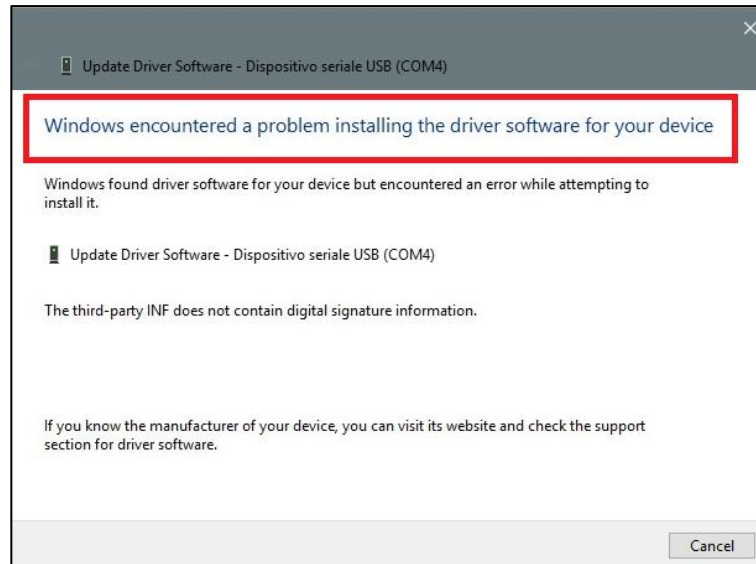 Update Driver Software - Dispositivo seriale USB (COM4)
Windows encountered a problem installing the driver software for your device
Windows found driver software for your device but encountered an error while attempting to
install it.
Update Driver Software - Dispositivo seriale USB (COM4)
The third-party INF does not contain digital signature information.
If you know the manufacturer of your device, you can visit its website and check the support
section for driver software.
Cancel